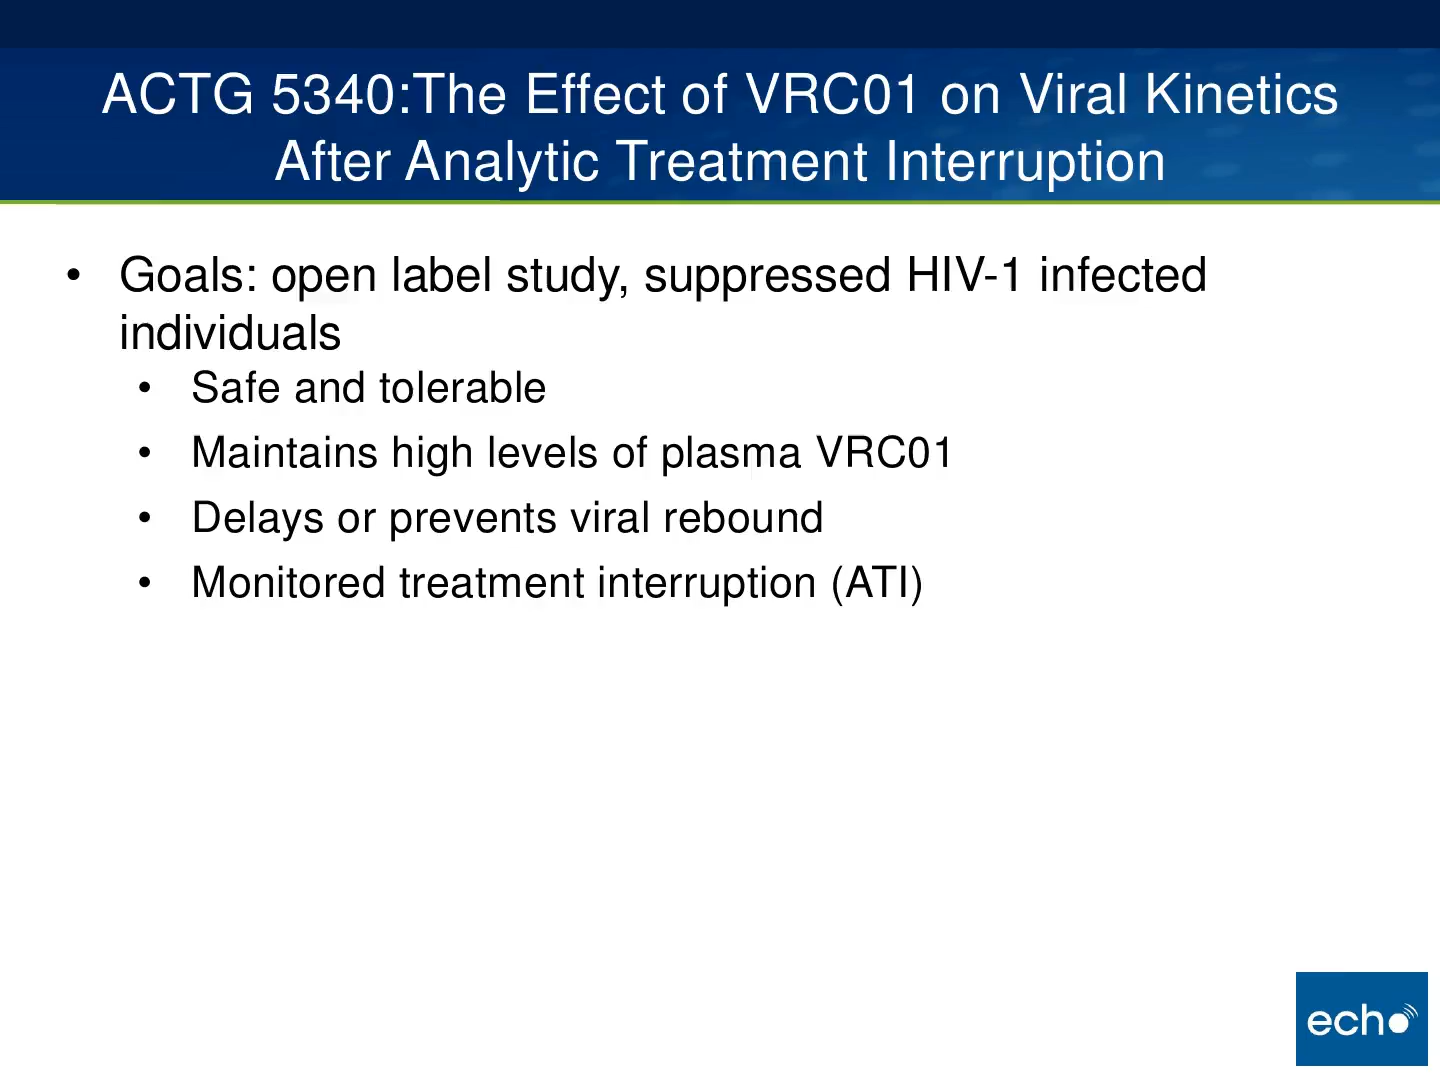 ACTG 5340:The Effect of VRC01 on Viral Kinetics
After Analytic Treatment Interruption
• Goals: open label study, suppressed HIV-1 infected
individuals
• Safe and tolerable
• Maintains high levels of plasma VRC01
• Delays or prevents viral rebound
• Monitored treatment interruption (ATI)
echo